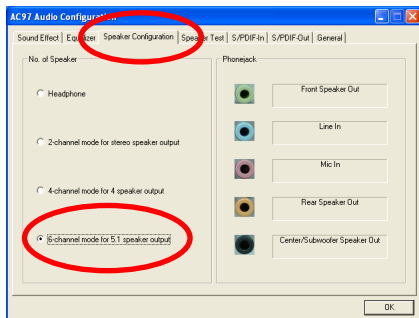 AC97 Audio Configuration
Sound Effect Equalizer Speaker Configuration Speaker Test S/PDIF-In S/PDIF-Out General
No. of Speaker
Headphone
2-channel mode for stereo speaker output
4-channel mode for 4 speaker output
6-channel mode for 5.1 speaker output
Phonejack
Front Speaker Out
Line In
Mic In
Rear Speaker Out
Center/Subwoofer Speaker Out
OK